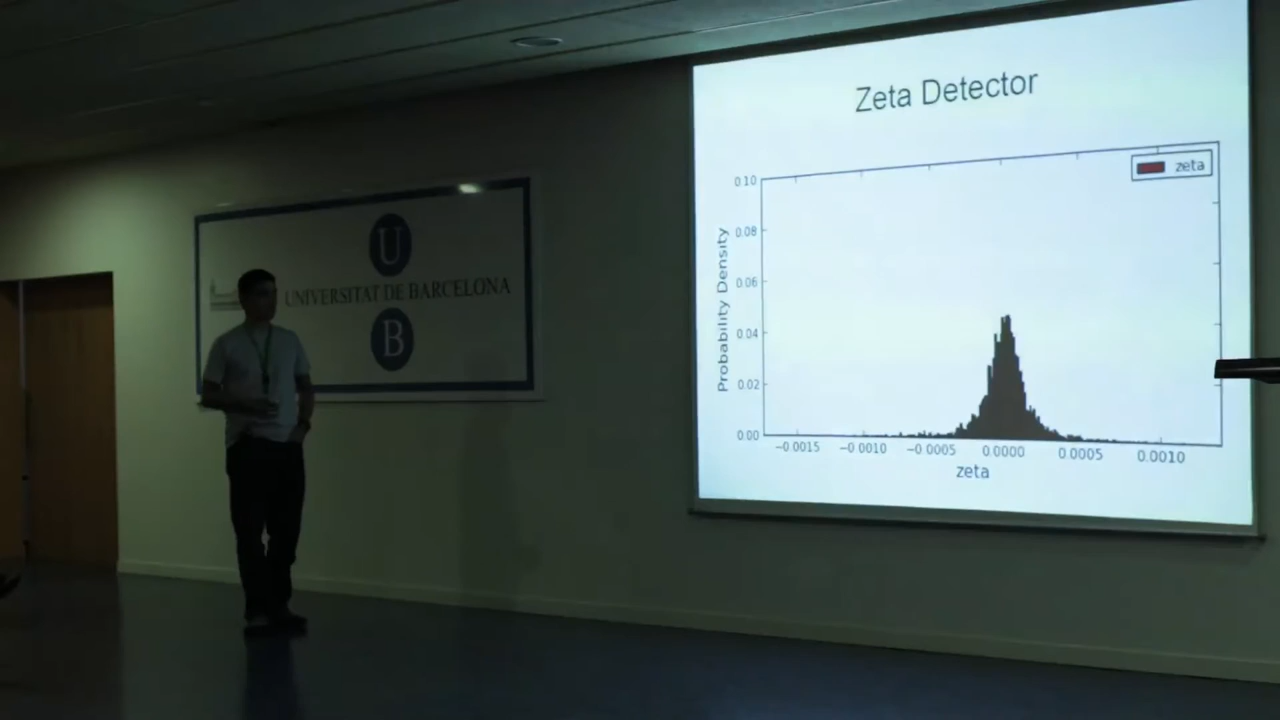 U
UNIVERSITAT DE BARCELONA
B
Zeta Detector
zeta
Probability Density
0.10
0.08
0.06
0.04
0.02
0.00
−0.0015 −0.0010 −0.0005 0.0000 0.0005 0.0010
zeta